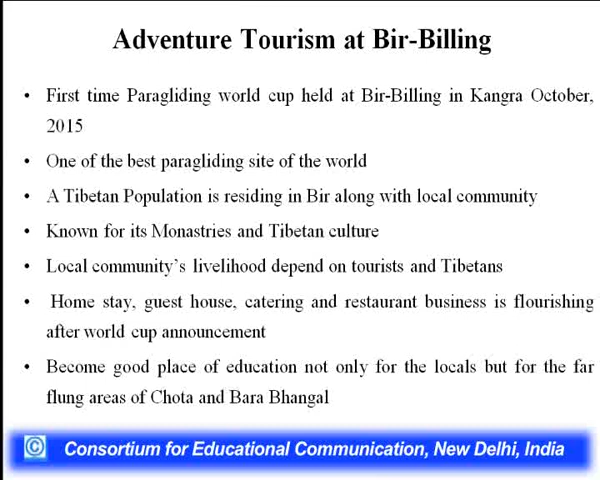 Adventure Tourism at Bir-Billing
• First time Paragliding world cup held at Bir-Billing in Kangra October,
2015
• One of the best paragliding site of the world
• A Tibetan Population is residing in Bir along with local community
• Known for its Monastries and Tibetan culture
• Local community's livelihood depend on tourists and Tibetans
• Home stay, guest house, catering and restaurant business is flourishing
after world cup announcement
• Become good place of education not only for the locals but for the far
flung areas of Chota and Bara Bhangal
© Consortium for Educational Communication, New Delhi, India